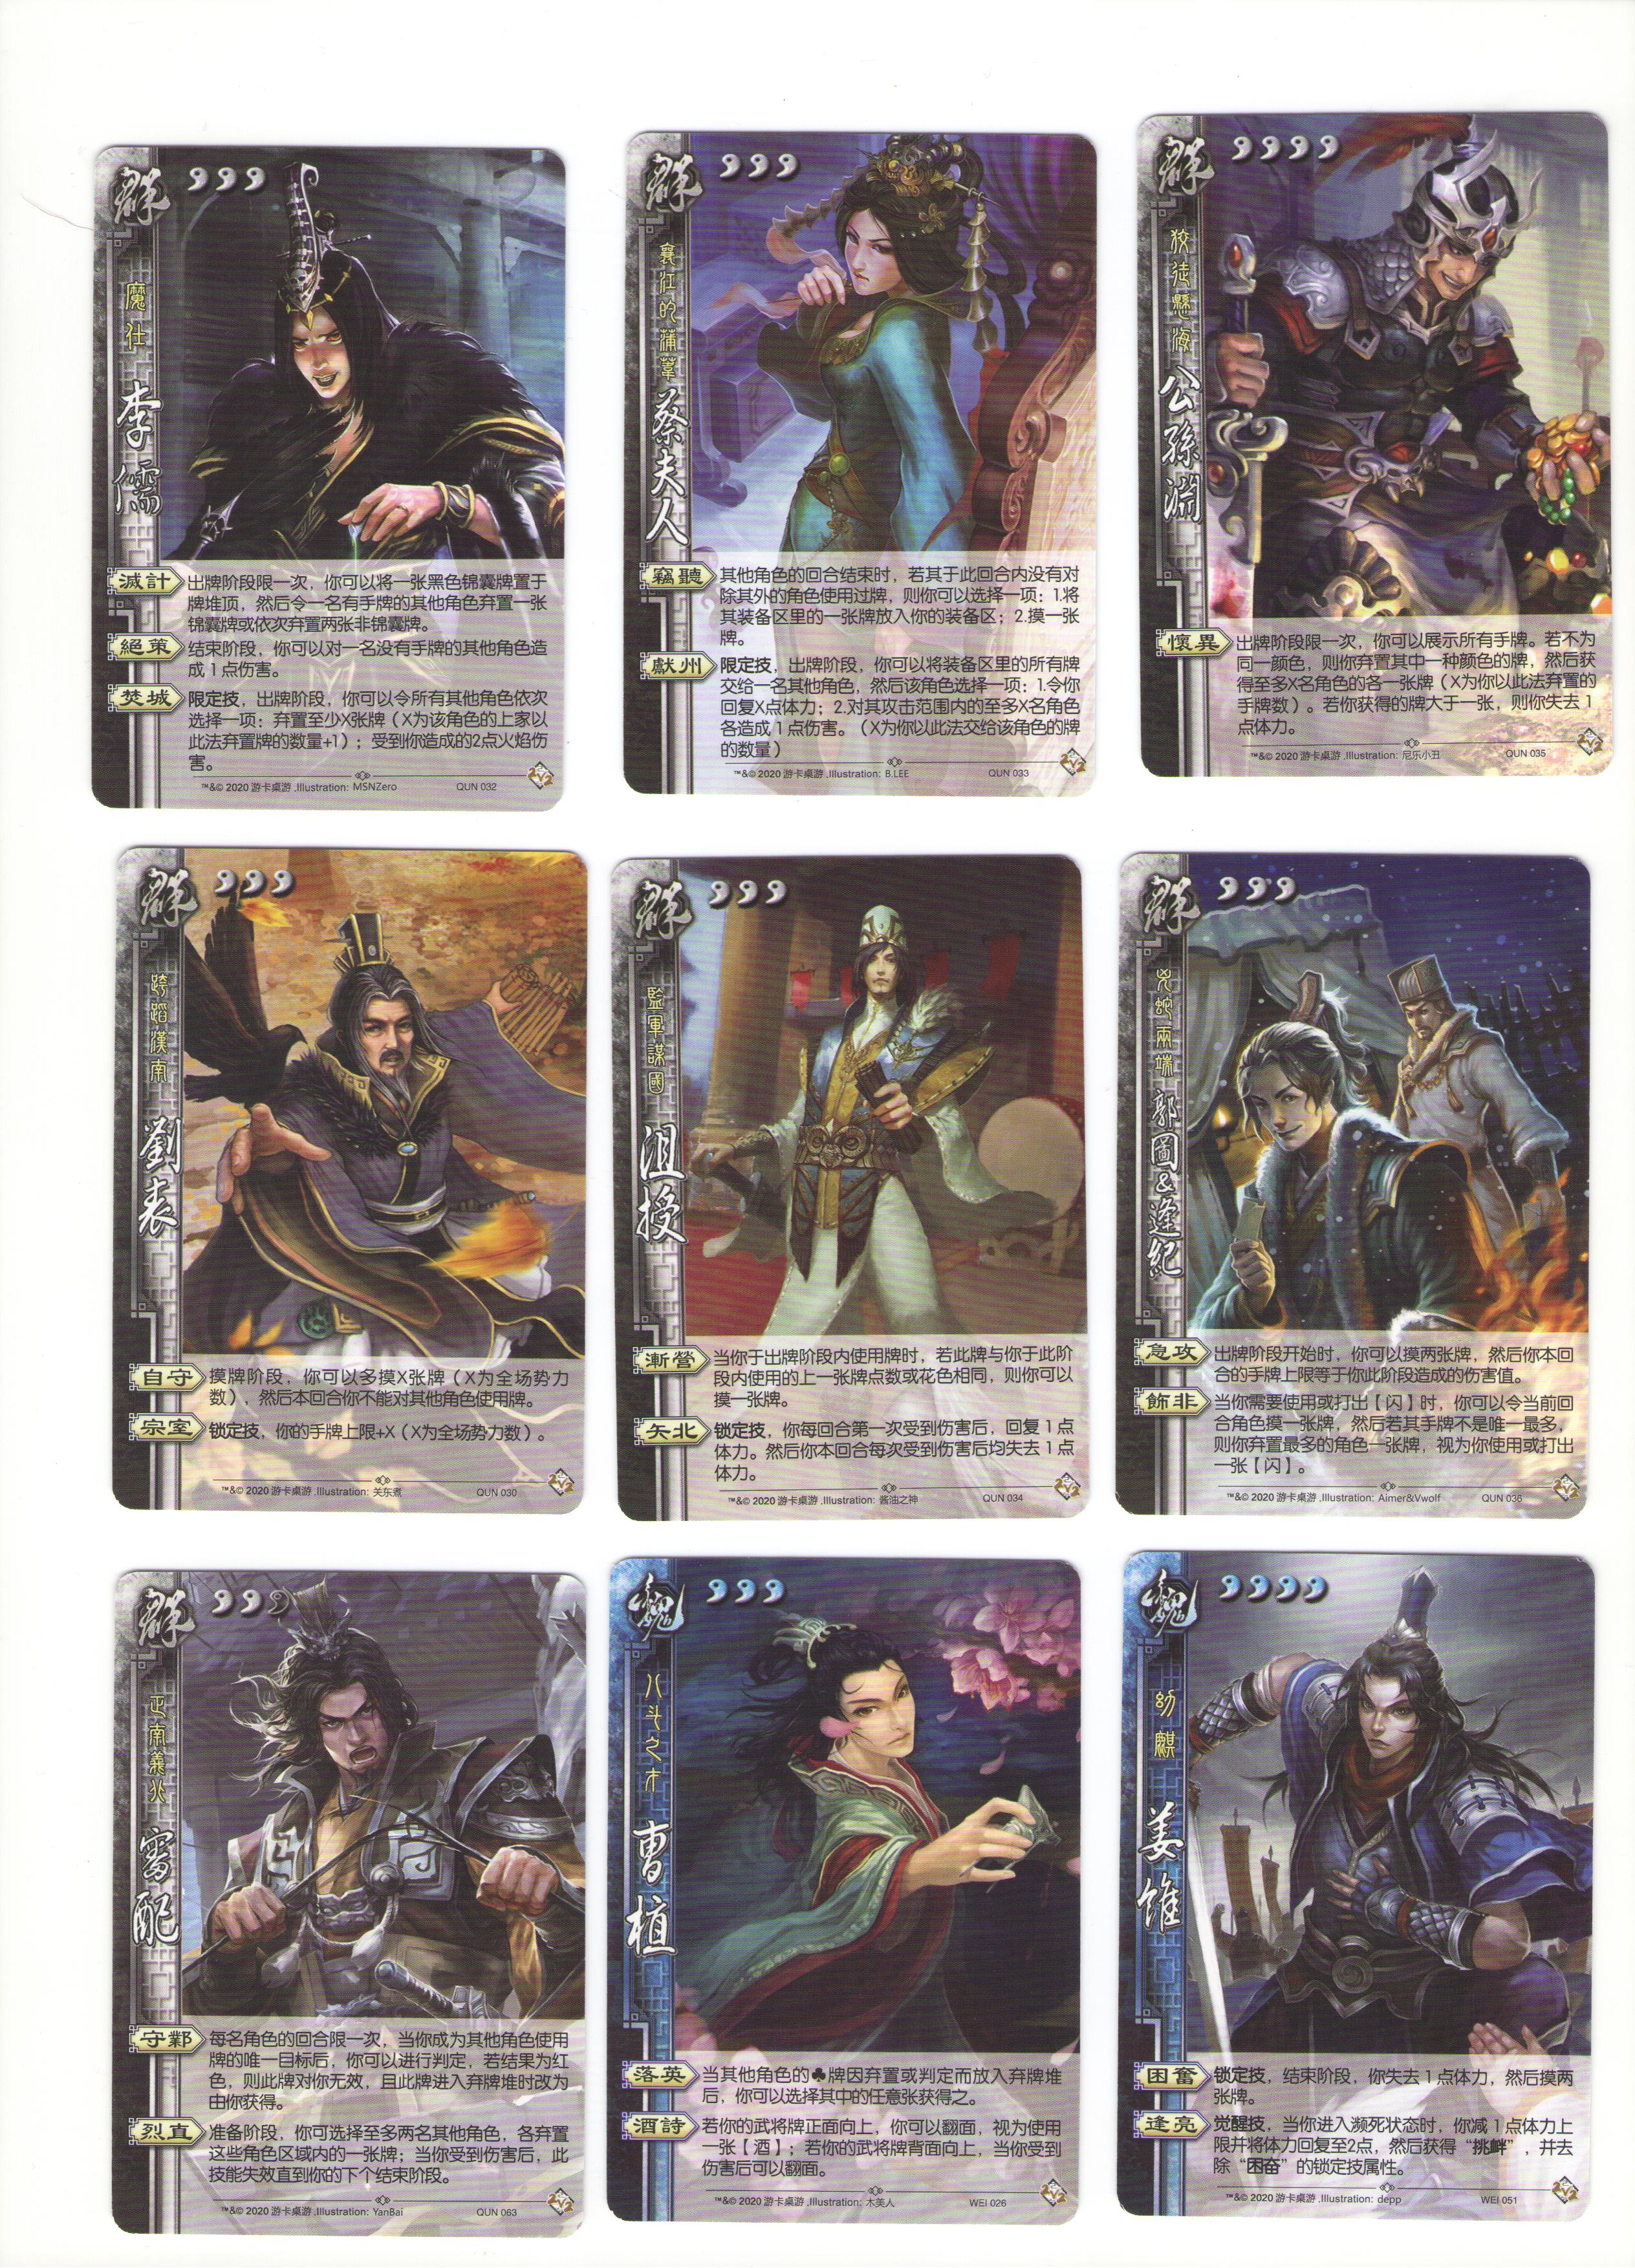 群
魔仕
李儒
滅計
出牌阶段限一次，你可以将一张黑色锦囊牌置于
牌堆顶，然后令一名有手牌的其他角色弃置一张
锦囊牌或依次弃置两张非锦囊牌。
絕策
结束阶段，你可以对一名没有手牌的其他角色造
成1点伤害。
焚城
限定技，出牌阶段，你可以令所有其他角色依次
选择一项：弃置至少X张牌（X为该角色的上家以
此法弃置牌的数量+1）；受到你造成的2点火焰伤
害。
™&© 2020 游卡桌游 ,Illustration: MSNZero QUN 032
群
襄江的蒲葦
蔡夫人
竊聽
其他角色的回合结束时，若其于此回合内没有对
除其外的角色使用过牌，则你可以选择一项：1.将
其装备区里的一张牌放入你的装备区；2.摸一张
牌。
獻州
限定技，出牌阶段，你可以将装备区里的所有牌
交给一名其他角色，然后该角色选择一项：1.令你
回复X点体力；2.对其攻击范围内的至多X名角色
各造成1点伤害。（X为你以此法交给该角色的牌
的数量）
™&© 2020 游卡桌游 ,Illustration: B.LEE QUN 033
群
狡徒懸海
公孫淵
懷異
出牌阶段限一次，你可以展示所有手牌。若不为
同一颜色，则你弃置其中一种颜色的牌，然后获
得至多X名角色的各一张牌（X为你以此法弃置的
手牌数）。若你获得的牌大于一张，则你失去1
点体力。
™&© 2020 游卡桌游 ,Illustration: 尼乐小丑 QUN 035
群
跨蹈漢南
劉表
自守
摸牌阶段，你可以多摸X张牌（X为全场势力
数），然后本回合你不能对其他角色使用牌。
宗室
锁定技，你的手牌上限+X（X为全场势力数）。
™&© 2020 游卡桌游 ,Illustration: 关东煮 QUN 030
群
監軍謀國
沮授
漸營
当你于出牌阶段内使用牌时，若此牌与你于此阶
段内使用的上一张牌点数或花色相同，则你可以
摸一张牌。
矢北
锁定技，你每回合第一次受到伤害后，回复1点
体力。然后你本回合每次受到伤害后均失去1点
体力。
™&© 2020 游卡桌游 ,Illustration: 酱油之神 QUN 034
群
兇蛇兩端
郭圖&逢紀
急攻
出牌阶段开始时，你可以摸两张牌，然后你本回
合的手牌上限等于你此阶段造成的伤害值。
飾非
当你需要使用或打出【闪】时，你可以令当前回
合角色摸一张牌，然后若其手牌不是唯一最多，
则你弃置最多的角色一张牌，视为你使用或打出
一张【闪】。
™&© 2020 游卡桌游 ,Illustration: Aimer&Vwolf QUN 036
群
正南義北
審配
守鄴
每名角色的回合限一次，当你成为其他角色使用
牌的唯一目标后，你可以进行判定，若结果为红
色，则此牌对你无效，且此牌进入弃牌堆时改为
由你获得。
烈直
准备阶段，你可选择至多两名其他角色，各弃置
这些角色区域内的一张牌；当你受到伤害后，此
技能失效直到你的下个结束阶段。
™&© 2020 游卡桌游 ,Illustration: YanBai QUN 063
魏
八斗之才
曹植
落英
当其他角色的♣牌因弃置或判定而放入弃牌堆
后，你可以选择其中的任意张获得之。
酒詩
若你的武将牌正面向上，你可以翻面，视为使用
一张【酒】；若你的武将牌背面向上，当你受到
伤害后可以翻面。
™&© 2020 游卡桌游 ,Illustration: 木美人 WEI 026
魏
幼麒
姜維
困奮
锁定技，结束阶段，你失去1点体力，然后摸两
张牌。
逢亮
觉醒技，当你进入濒死状态时，你减1点体力上
限并将体力回复至2点，然后获得“挑衅”，并去
除“困奋”的锁定技属性。
™&© 2020 游卡桌游 ,Illustration: depp WEI 051